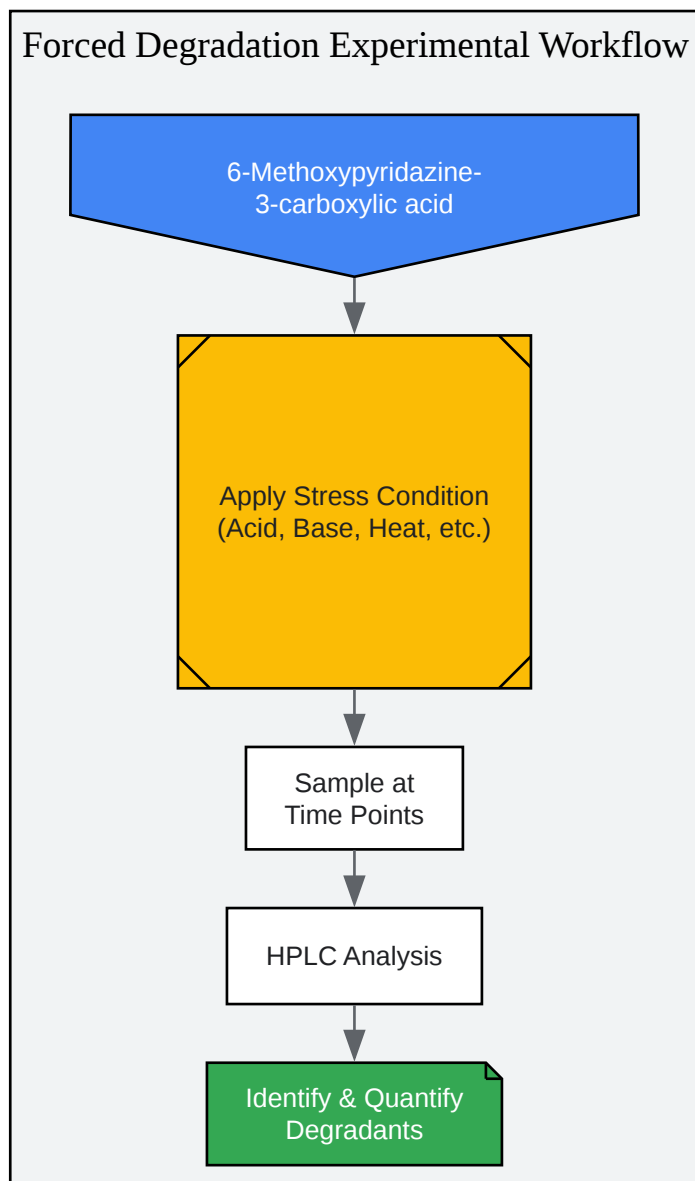 Forced Degradation Experimental Workflow
6-Methoxypyridazine-
3-carboxylic acid
Apply Stress Condition
(Acid, Base, Heat, etc.)
Sample at
Time Points
HPLC Analysis
Identify & Quantify
Degradants